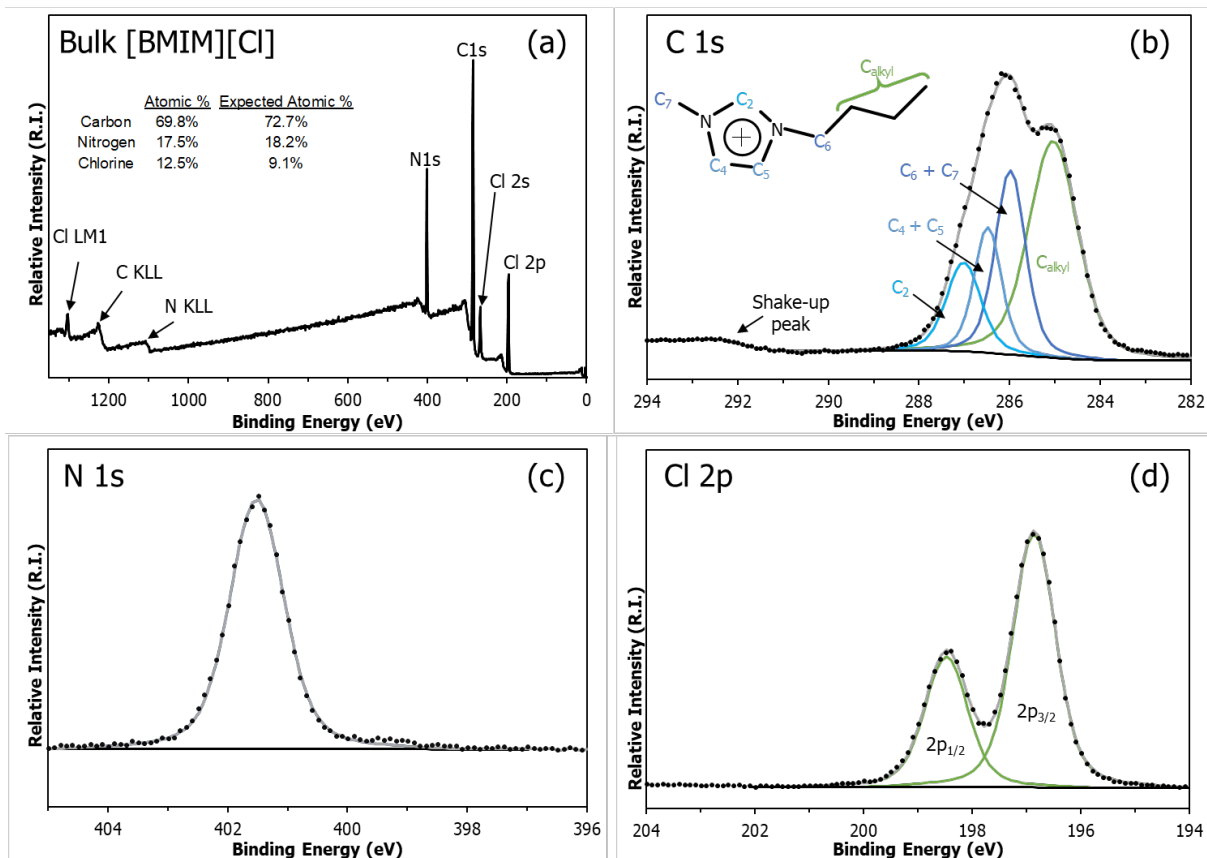 Bulk [BMIM][Cl]
(a)
Atomic % Expected Atomic %
Carbon 69.8% 72.7%
Nitrogen 17.5% 18.2%
Chlorine 12.5% 9.1%
C1s
N1s
Cl 2s
Cl 2p
Cl LM1
C KLL
N KLL
Relative Intensity (R.I.)
1200 1000 800 600 400 200 0
Binding Energy (eV)
C 1s
(b)
C₇
C₂
N
N
C₄
C₅
C₆
C_alkyl
C₆ + C₇
C₄ + C₅
C₂
C_alkyl
Shake-up
peak
Relative Intensity (R.I.)
294 292 290 288 286 284 282
Binding Energy (eV)
N 1s
(c)
Relative Intensity (R.I.)
404 402 400 398 396
Binding Energy (eV)
Cl 2p
(d)
2p₁/₂
2p₃/₂
Relative Intensity (R.I.)
204 202 200 198 196 194
Binding Energy (eV)